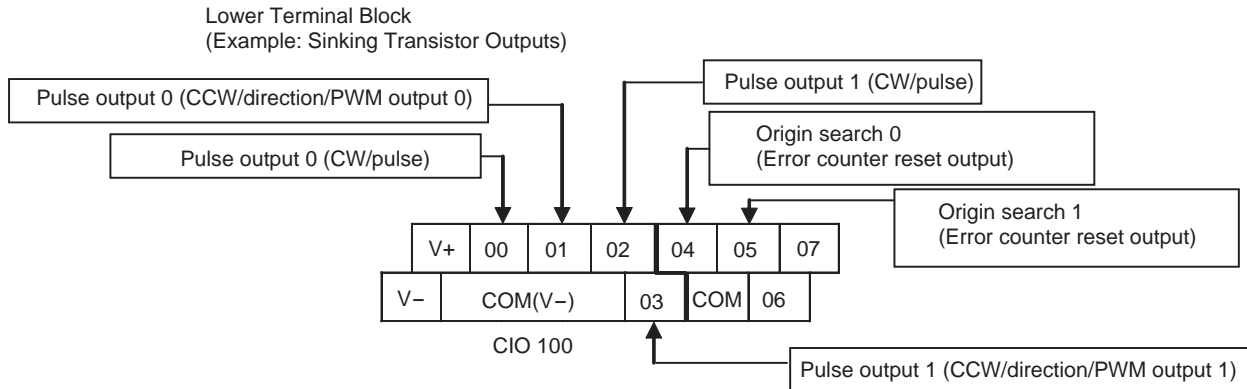 Lower Terminal Block
(Example: Sinking Transistor Outputs)
Pulse output 0 (CCW/direction/PWM output 0)
Pulse output 1 (CW/pulse)
Pulse output 0 (CW/pulse)
Origin search 0
(Error counter reset output)
Origin search 1
(Error counter reset output)
V+ 00 01 02 04 05 07
V− COM(V−) 03 COM 06
CIO 100
Pulse output 1 (CCW/direction/PWM output 1)